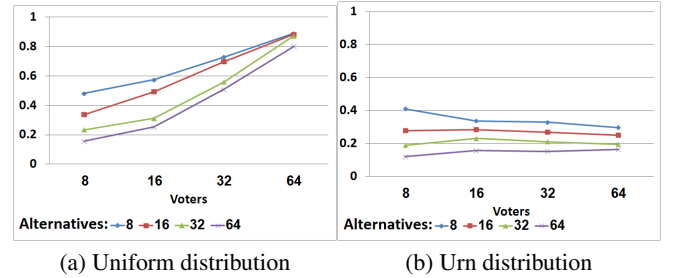 1
0.8
0.6
0.4
0.2
0
8 16 32 64
Voters
Alternatives: 8 16 32 64
(a) Uniform distribution
1
0.8
0.6
0.4
0.2
0
8 16 32 64
Voters
Alternatives: 8 16 32 64
(b) Urn distribution